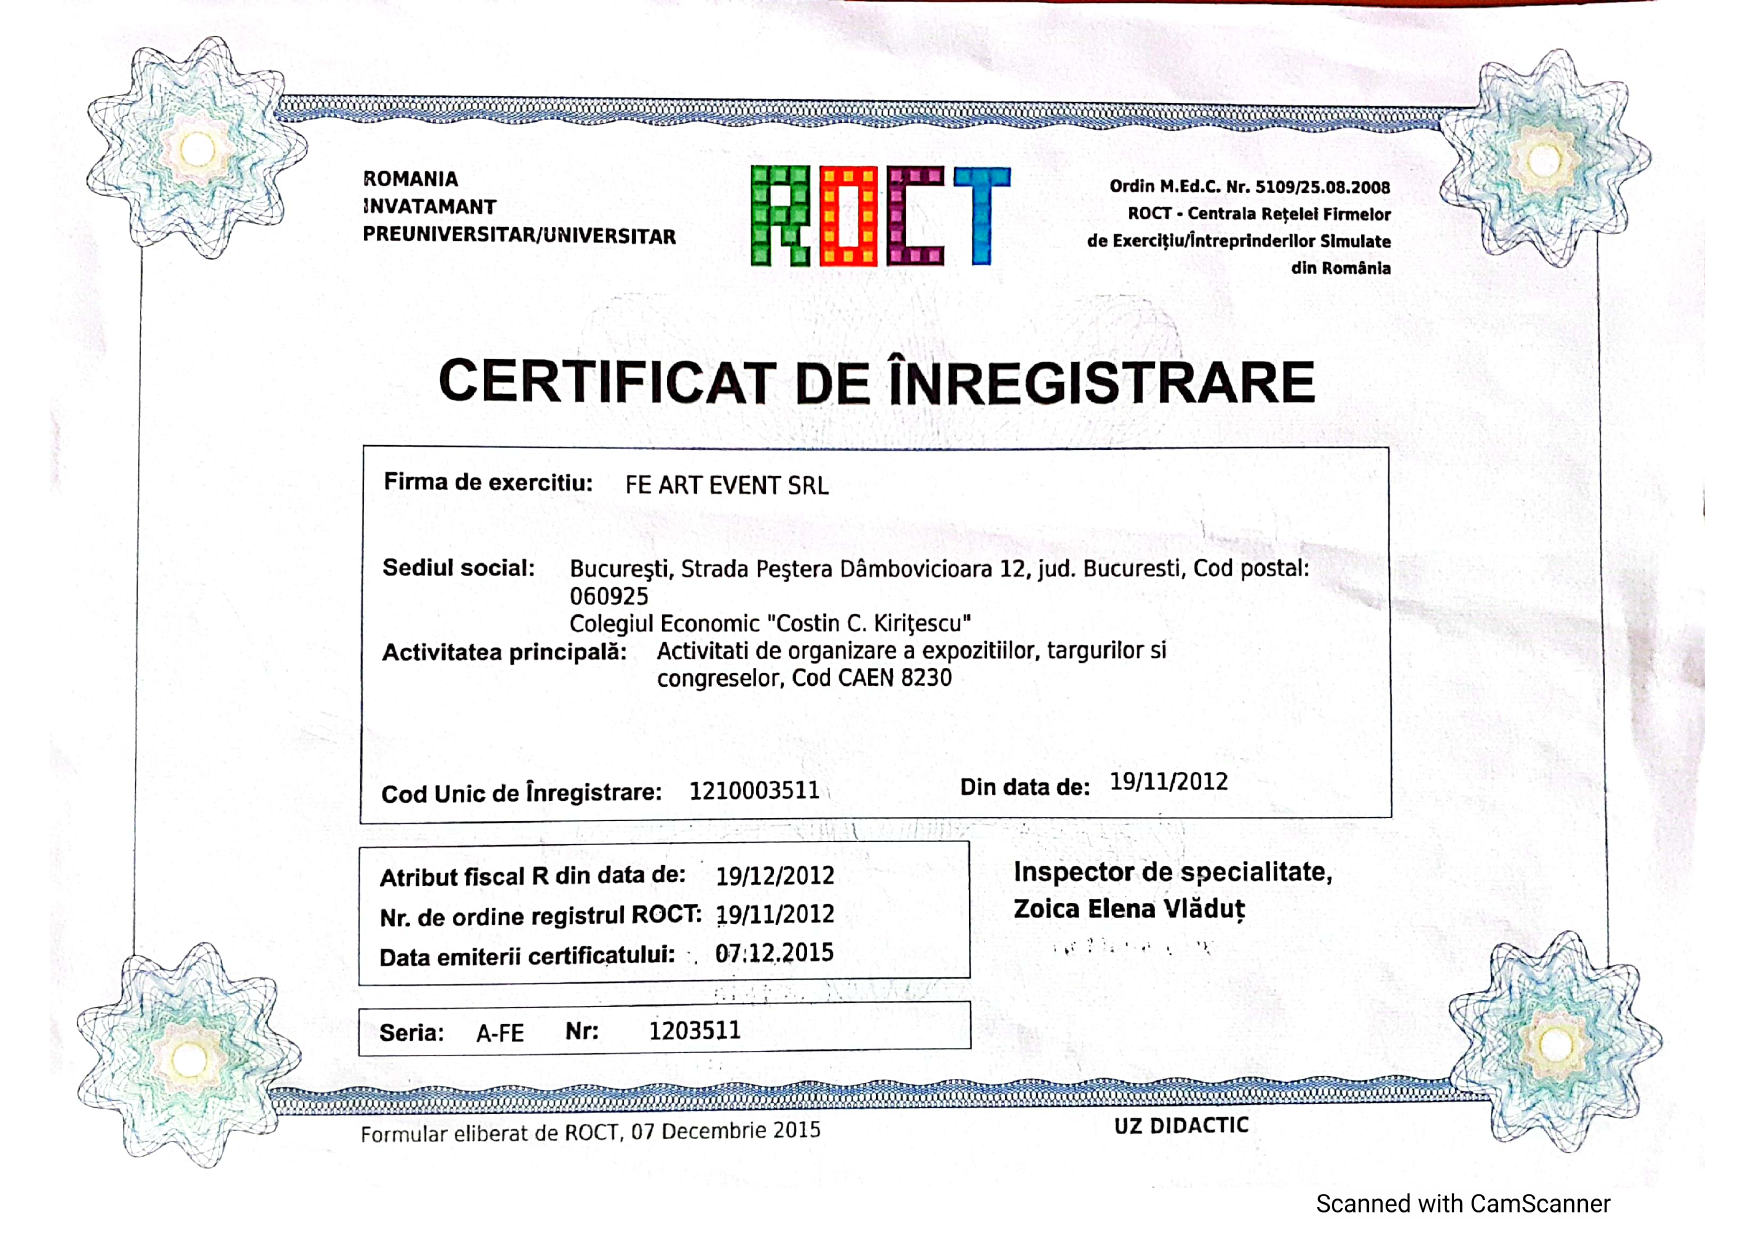 ROMANIA
INVATAMANT
PREUNIVERSITAR/UNIVERSITAR
ROCT
Ordin M.Ed.C. Nr. 5109/25.08.2008
ROCT - Centrala Reţelei Firmelor
de Exerciţiu/Întreprinderilor Simulate
din România
CERTIFICAT DE ÎNREGISTRARE
Firma de exercitiu: FE ART EVENT SRL
Sediul social: Bucureşti, Strada Peştera Dâmbovicioara 12, jud. Bucuresti, Cod postal:
060925
Colegiul Economic "Costin C. Kiriţescu"
Activitatea principală: Activitati de organizare a expozitiilor, targurilor si
congreselor, Cod CAEN 8230
Cod Unic de Înregistrare: 1210003511 Din data de: 19/11/2012
Atribut fiscal R din data de: 19/12/2012
Nr. de ordine registrul ROCT: 19/11/2012
Data emiterii certificatului: 07.12.2015
Inspector de specialitate,
Zoica Elena Vlăduţ
Seria: A-FE Nr: 1203511
Formular eliberat de ROCT, 07 Decembrie 2015
UZ DIDACTIC
Scanned with CamScanner